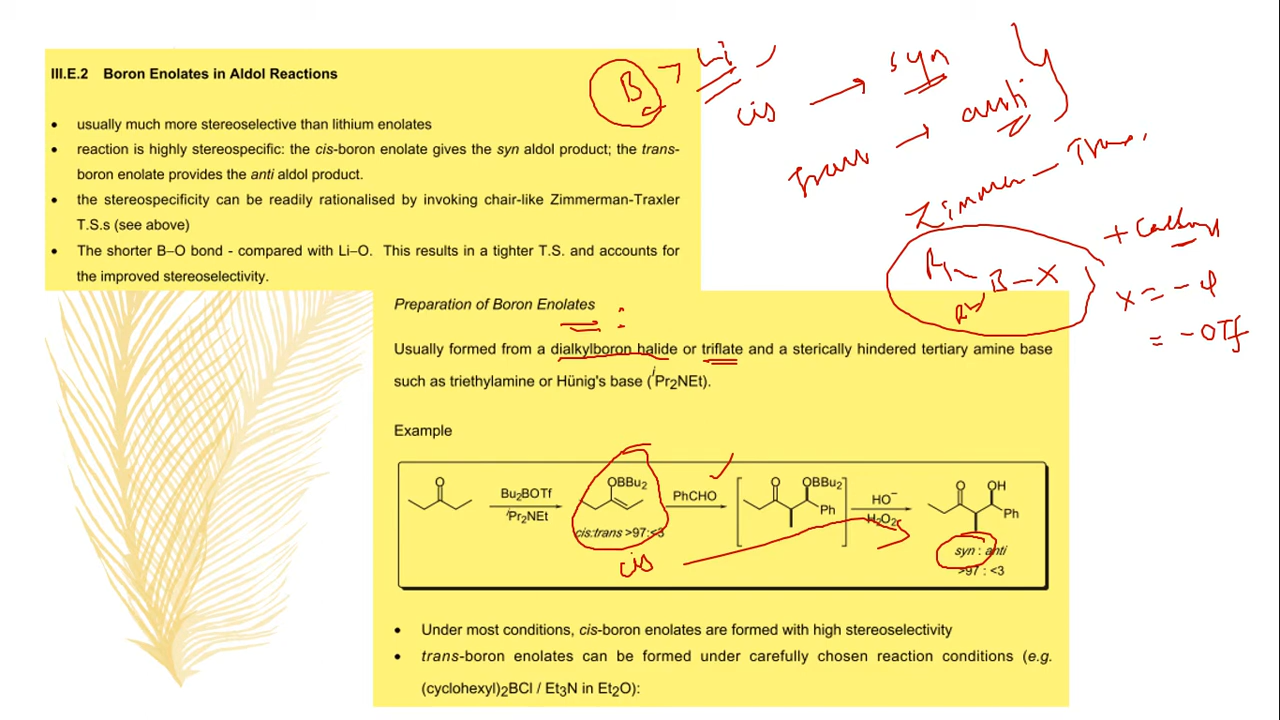 III.E.2 Boron Enolates in Aldol Reactions
B > Li
cis → syn
trans → anti
Zimmerman - Trax.
• usually much more stereoselective than lithium enolates
• reaction is highly stereospecific: the cis-boron enolate gives the syn aldol product; the trans-
boron enolate provides the anti aldol product.
• the stereospecificity can be readily rationalised by invoking chair-like Zimmerman-Traxler
T.S.s (see above)
• The shorter B–O bond - compared with Li–O. This results in a tighter T.S. and accounts for
the improved stereoselectivity.
B-X
+
X =
= -OTf
Preparation of Boron Enolates :
Usually formed from a dialkylboron halide or triflate and a sterically hindered tertiary amine base
such as triethylamine or Hünig's base (iPr2NEt).
Example
O
Bu2BOTf
iPr2NEt
OBBu2
cis:trans >97:<3
PhCHO
O OBBu2
Ph
HO−
H2O2
O OH
Ph
syn : anti
>97 : <3
cis
• Under most conditions, cis-boron enolates are formed with high stereoselectivity
• trans-boron enolates can be formed under carefully chosen reaction conditions (e.g.
(cyclohexyl)2BCl / Et3N in Et2O):